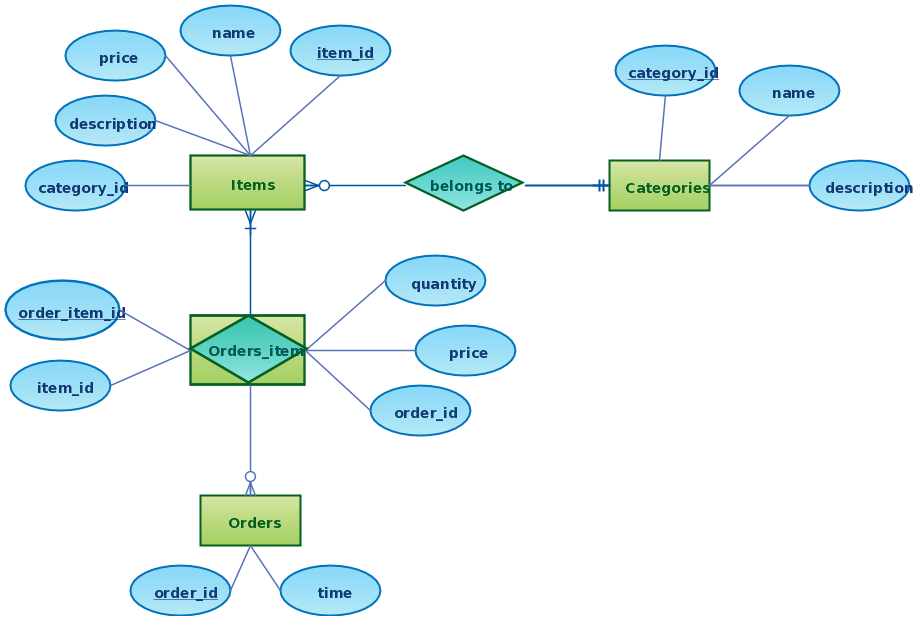 name
item_id
price
category_id
name
description
category_id
Items
belongs to
Categories
description
order_item_id
quantity
Orders_item
price
item_id
order_id
Orders
order_id
time